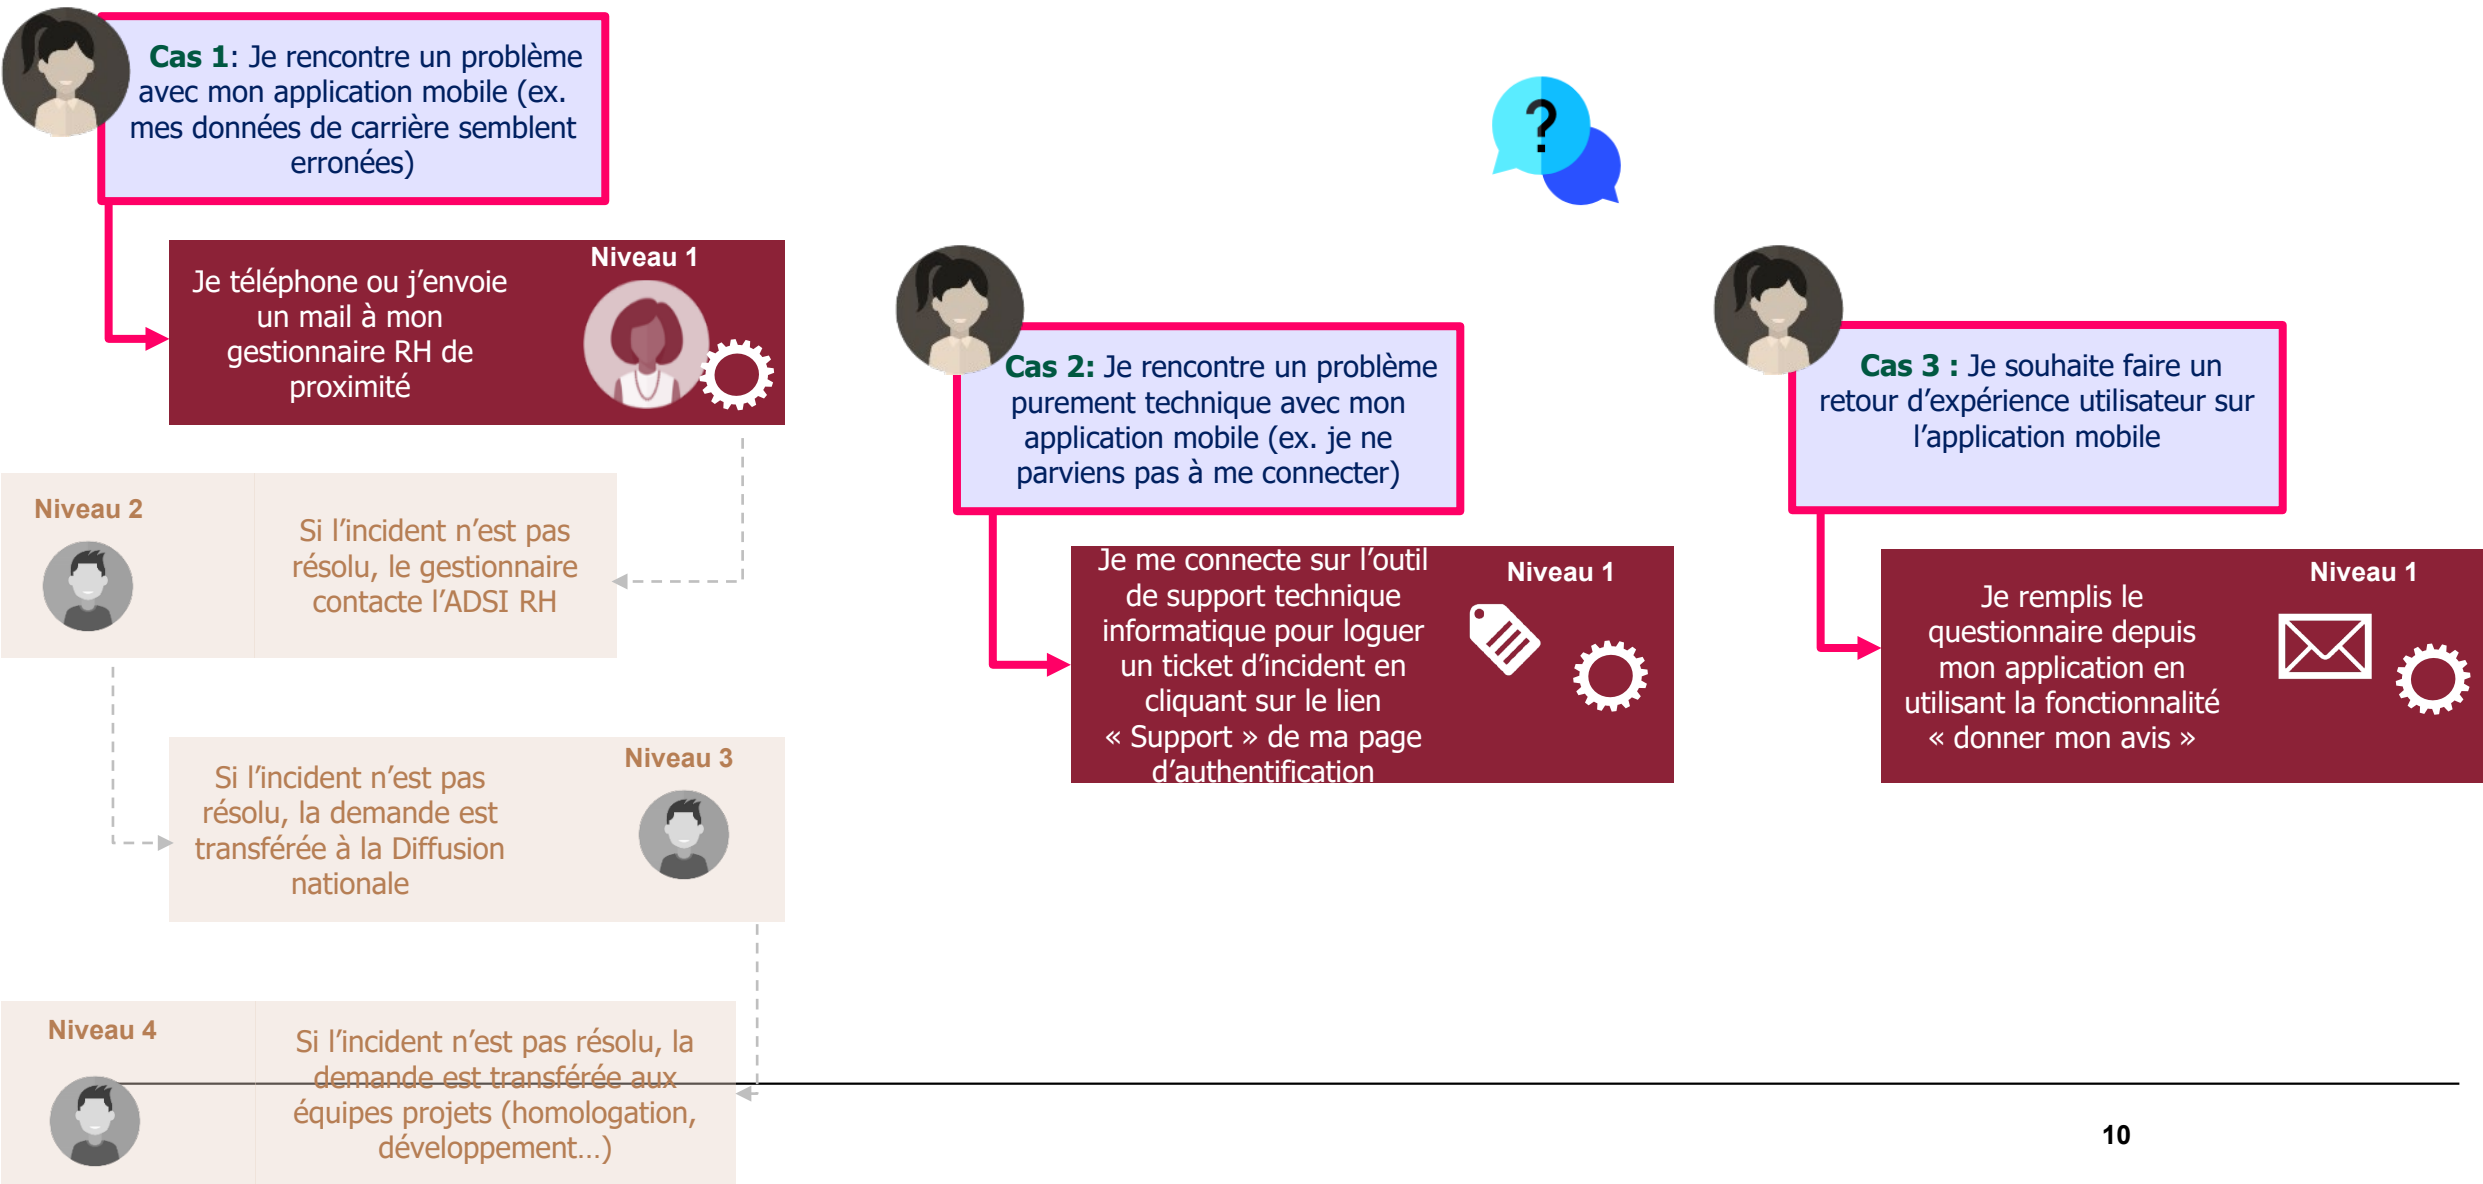 Cas 1: Je rencontre un problème
avec mon application mobile (ex.
mes données de carrière semblent
erronées)
Niveau 1
Je téléphone ou j’envoie
un mail à mon
gestionnaire RH de
proximité
Niveau 2
Si l’incident n’est pas
résolu, le gestionnaire
contacte l’ADSI RH
Niveau 3
Si l’incident n’est pas
résolu, la demande est
transférée à la Diffusion
nationale
Niveau 4
Si l’incident n’est pas résolu, la
demande est transférée aux
équipes projets (homologation,
développement…)
Cas 2: Je rencontre un problème
purement technique avec mon
application mobile (ex. je ne
parviens pas à me connecter)
Je me connecte sur l’outil
de support technique
informatique pour loguer
un ticket d’incident en
cliquant sur le lien
« Support » de ma page
d’authentification
Niveau 1
Cas 3 : Je souhaite faire un
retour d’expérience utilisateur sur
l’application mobile
Niveau 1
Je remplis le
questionnaire depuis
mon application en
utilisant la fonctionnalité
« donner mon avis »
?
10